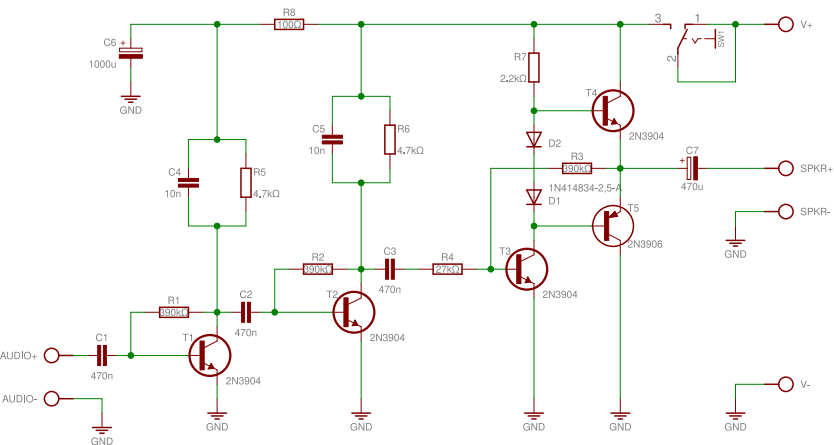 R8
100Ω
3
1
2
SW1
V+
C6
+
1000u
GND
R7
2.2kΩ
T4
2N3904
C5
10n
R6
4.7kΩ
D2
C4
10n
R5
4.7kΩ
R3
390kΩ
C7
+
470u
SPKR+
1N414834-2,5-A
D1
T5
2N3906
SPKR-
GND
R2
390kΩ
C3
470n
R4
27kΩ
T3
2N3904
R1
390kΩ
C2
470n
T2
2N3904
C1
470n
T1
2N3904
AUDIO+
AUDIO-
GND
GND
GND
GND
GND
V-
GND